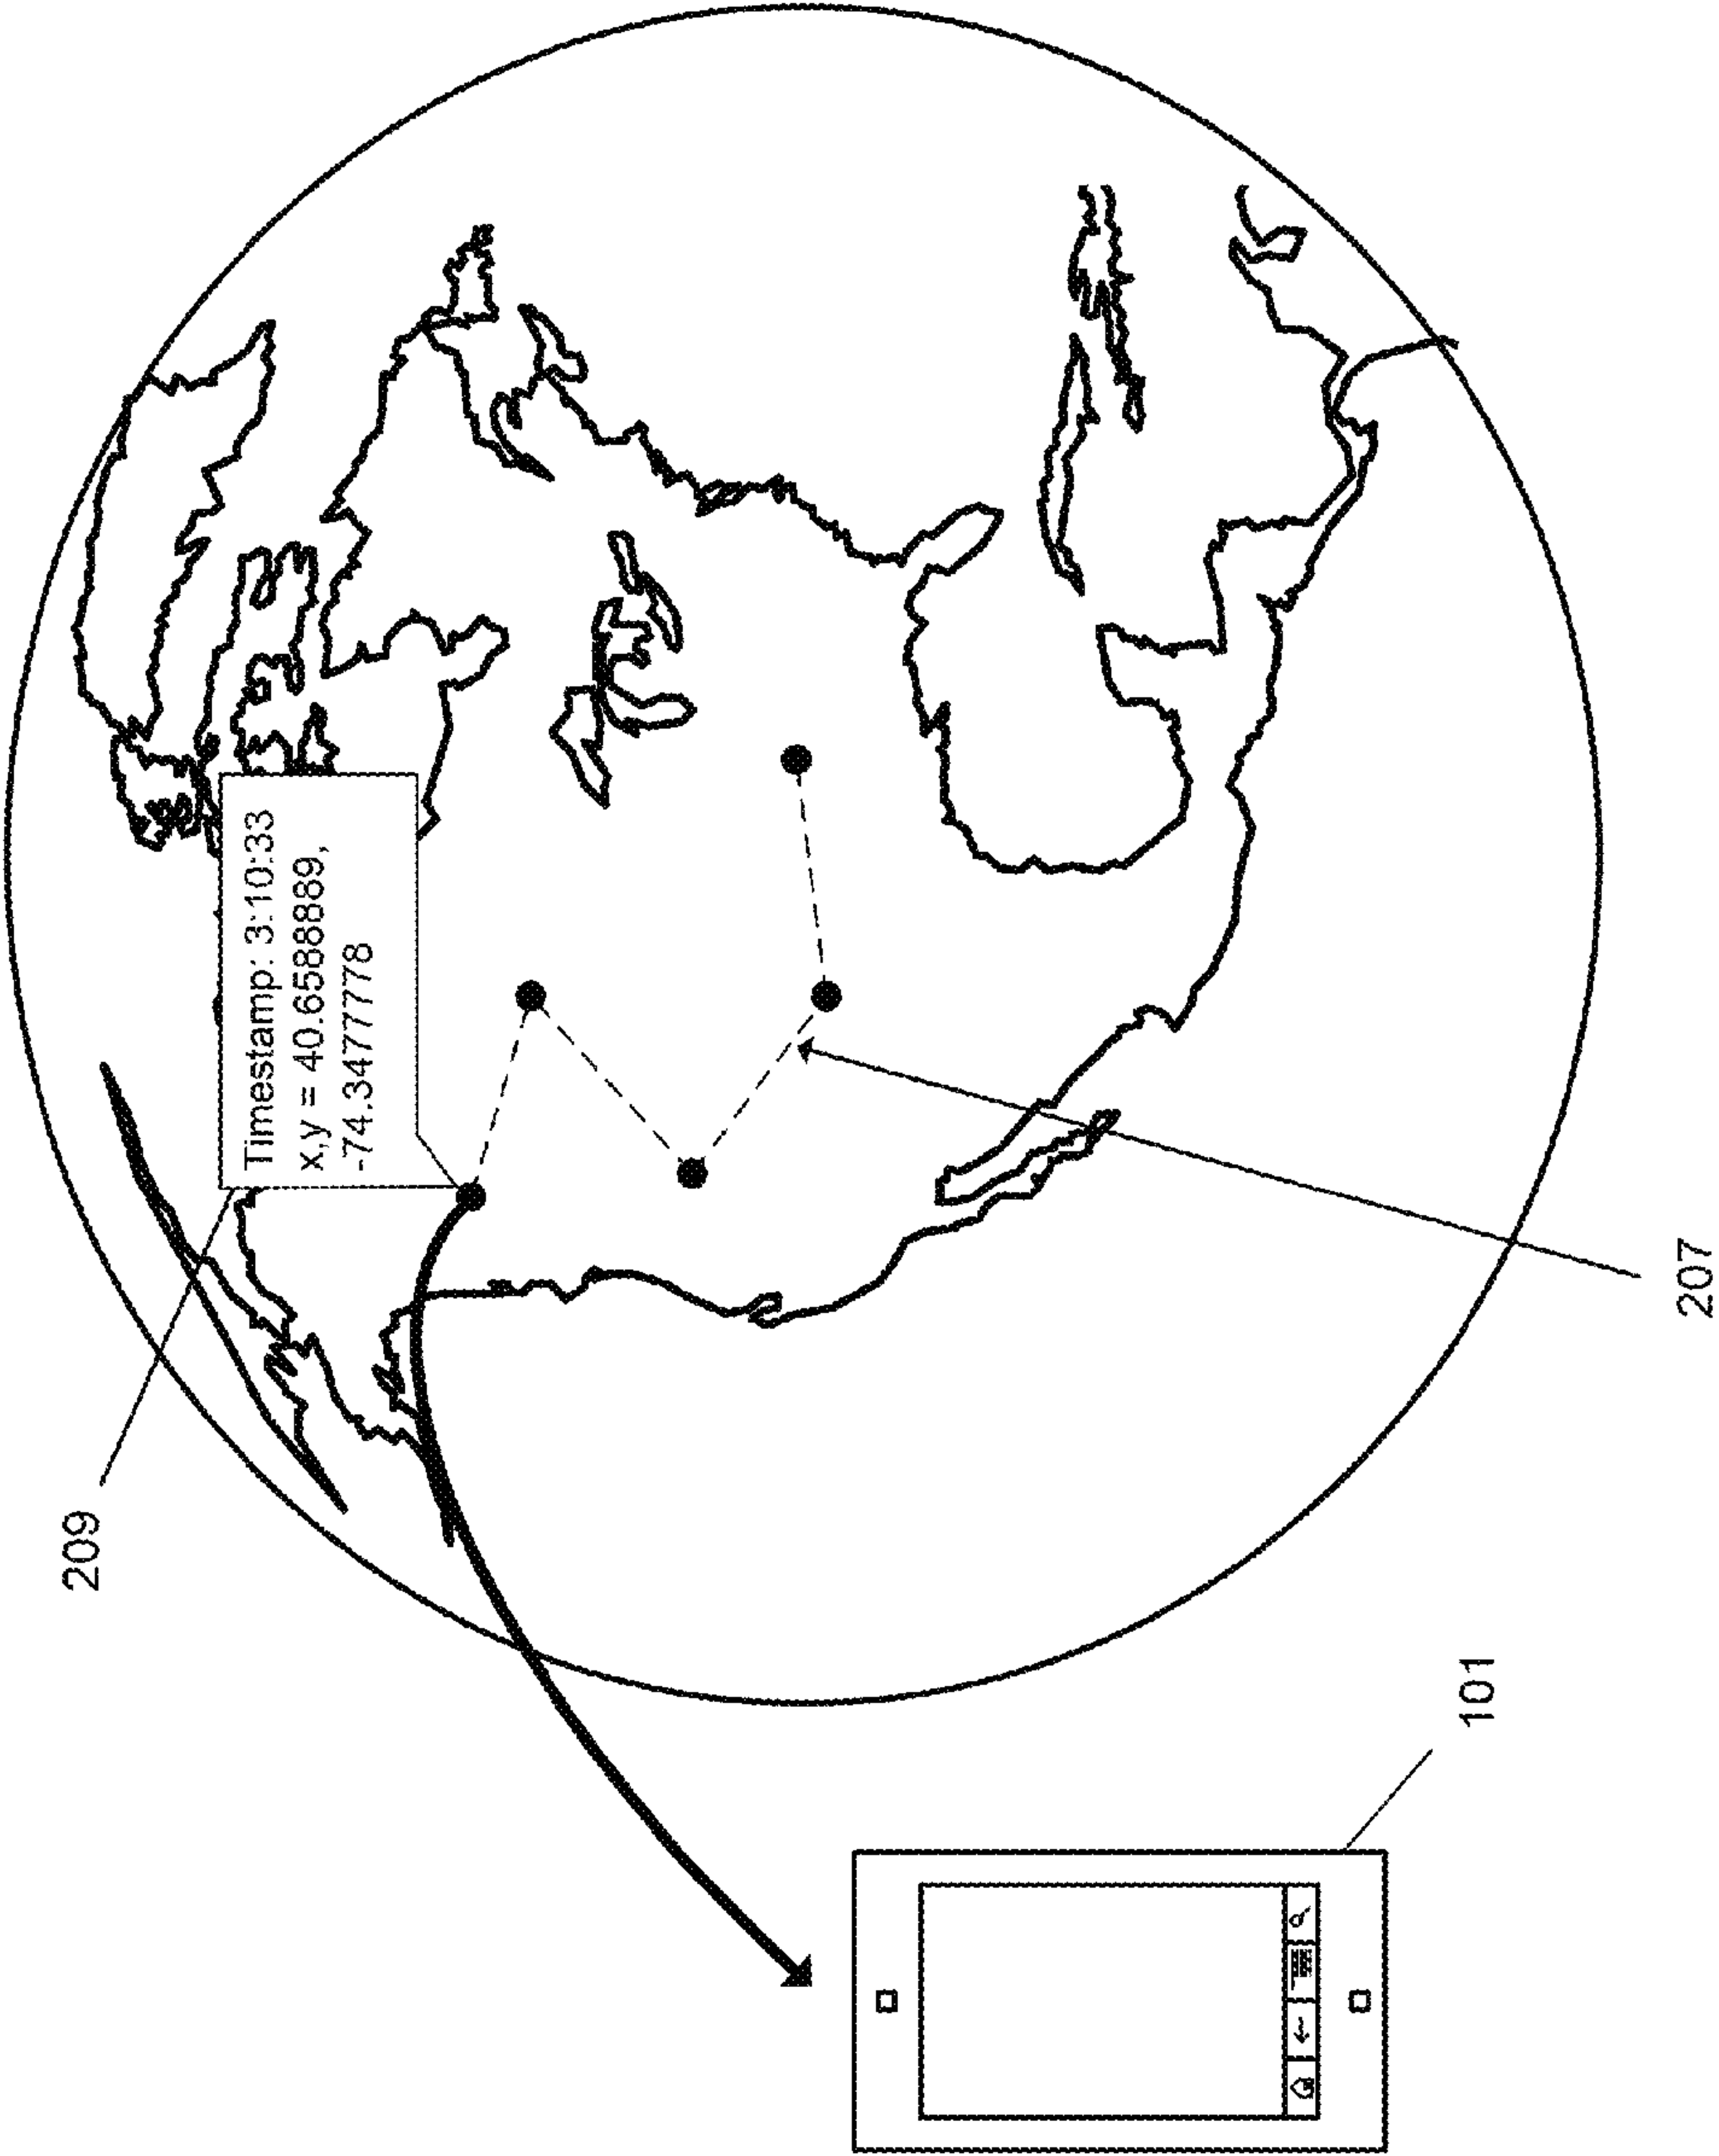 209
Timestamp: 3:10:33
x,y = 40.6588889,
-74.3477778
101
207